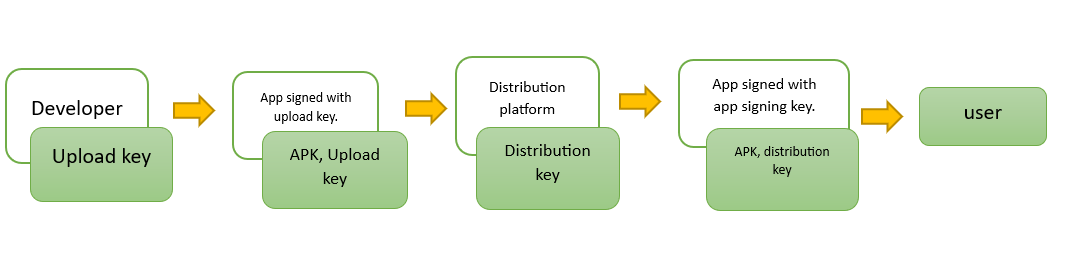 Developer
Upload key
App signed with
upload key.
APK, Upload
key
Distribution
platform
Distribution
key
App signed with
app signing key.
APK, distribution
key
user